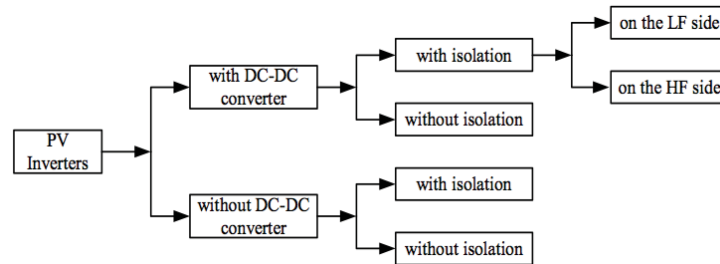 PV
Inverters
with DC-DC
converter
with isolation
on the LF side
on the HF side
without isolation
without DC-DC
converter
with isolation
without isolation